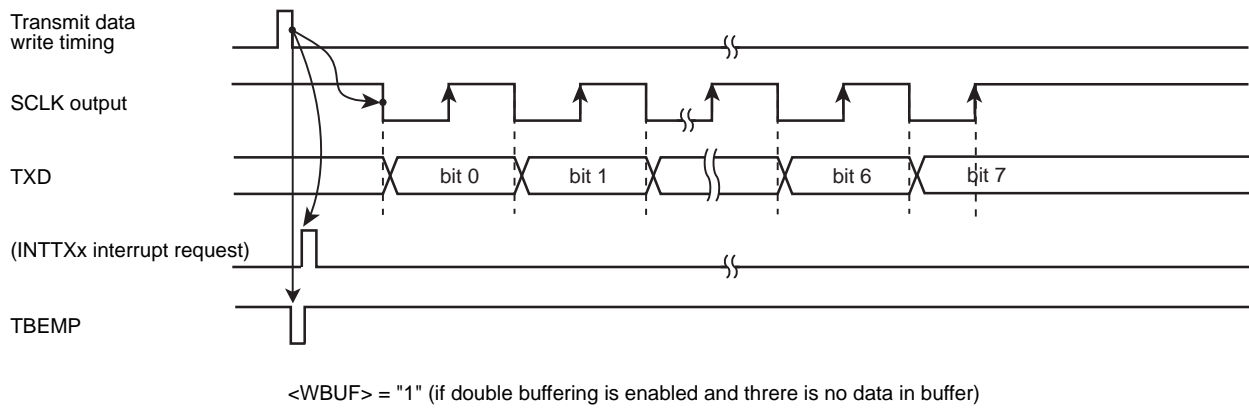 Transmit data
write timing
SCLK output
TXD
bit 0
bit 1
bit 6
bit 7
(INTTXx interrupt request)
TBEMP
<WBUF> = "1" (if double buffering is enabled and threre is no data in buffer)